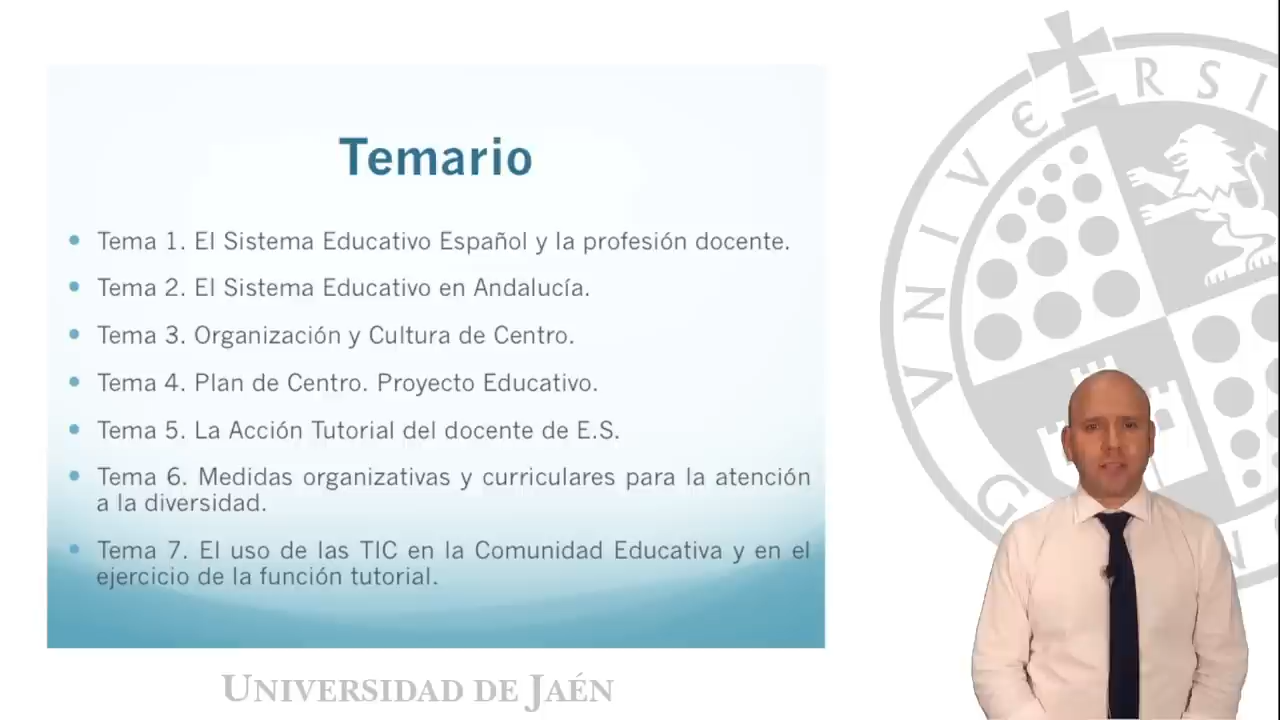 Temario
Tema 1. El Sistema Educativo Español y la profesión docente.
Tema 2. El Sistema Educativo en Andalucía.
Tema 3. Organización y Cultura de Centro.
Tema 4. Plan de Centro. Proyecto Educativo.
Tema 5. La Acción Tutorial del docente de E.S.
Tema 6. Medidas organizativas y curriculares para la atención
a la diversidad.
Tema 7. El uso de las TIC en la Comunidad Educativa y en el
ejercicio de la función tutorial.
UNIVERSIDAD DE JAÉN
VNIVERSI